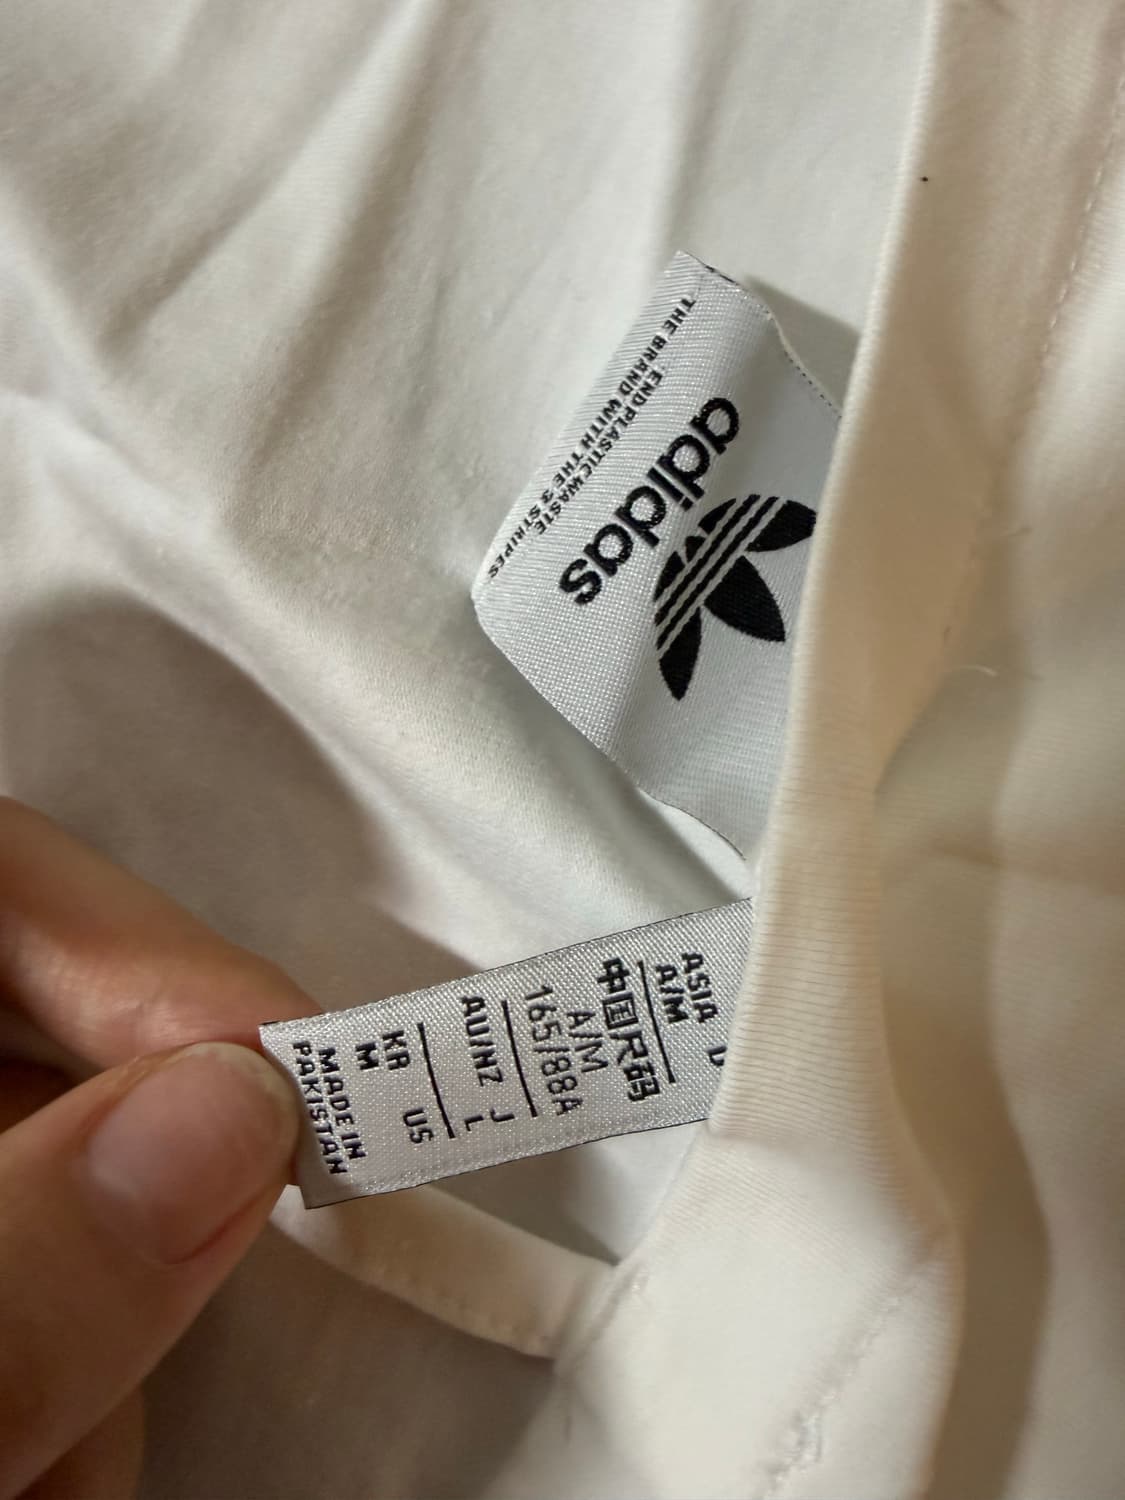 adidas
END PLASTIC WASTE
THE BRAND WITH THE 3 STRIPES
ASIA D
A/M
中国尺码
A/M
165/88A
AU/NZ J
L
KR US
M
MADE IN
PAKISTAN